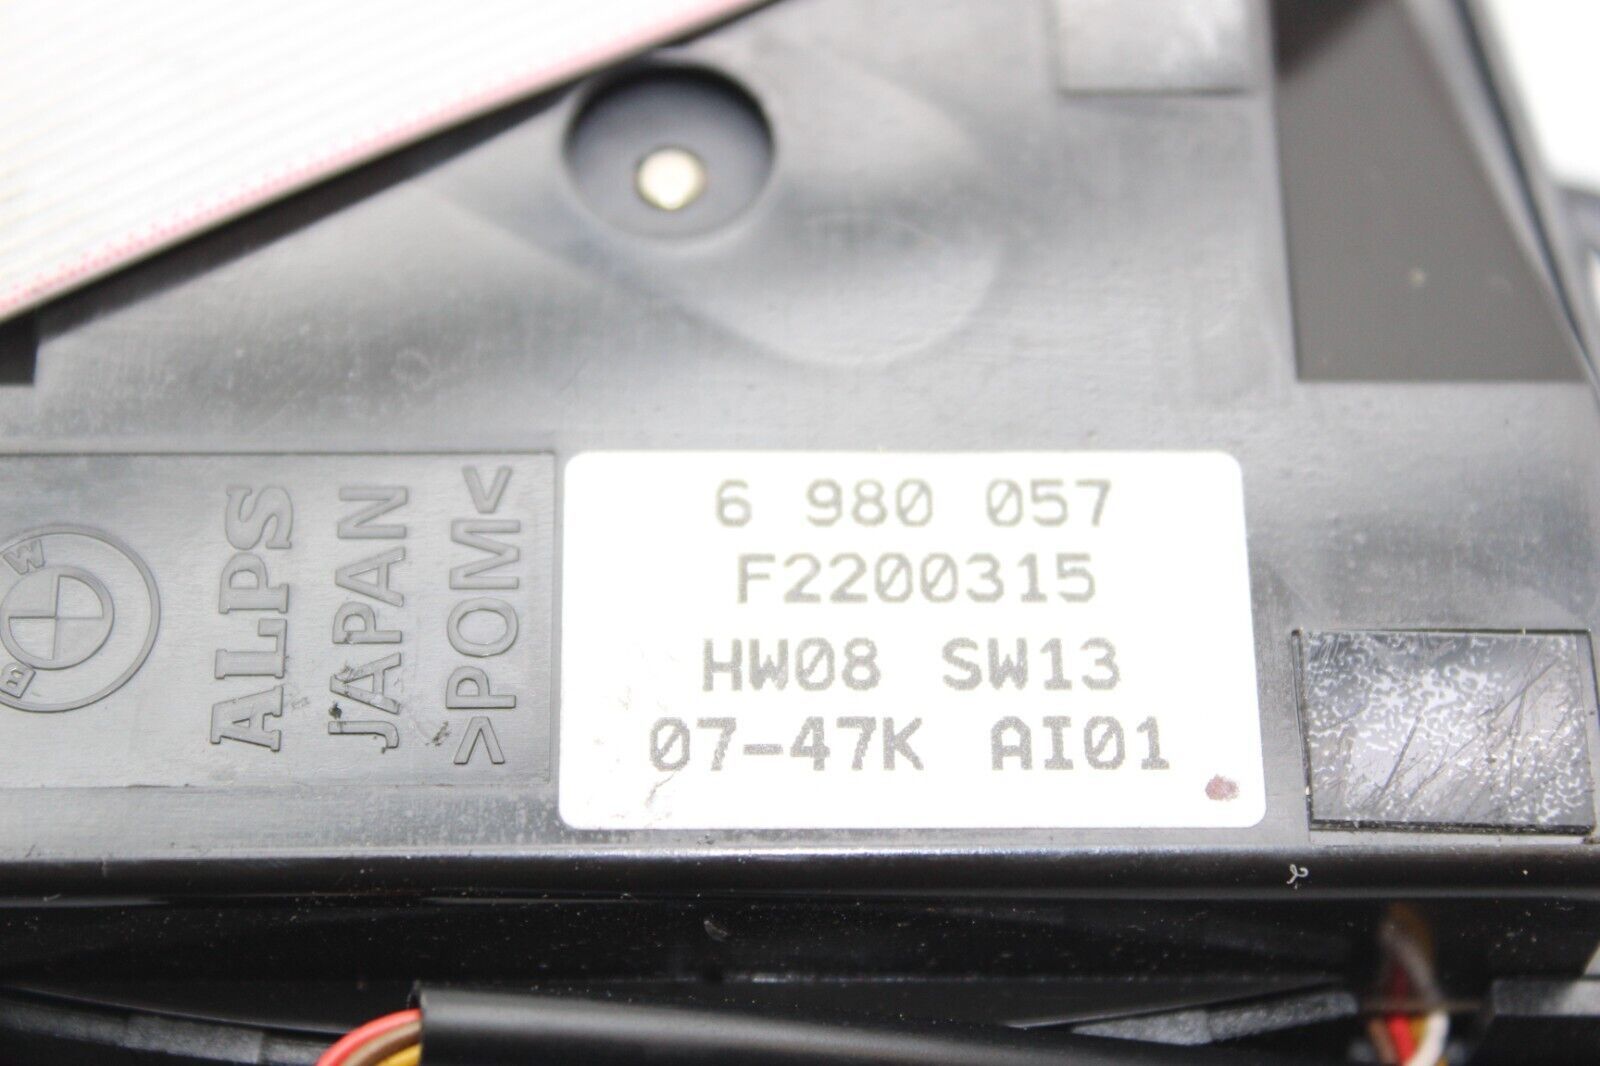 6 980 057
F2200315
HW08 SW13
07-47K AI01
ALPS
JAPAN
>POM<
B W